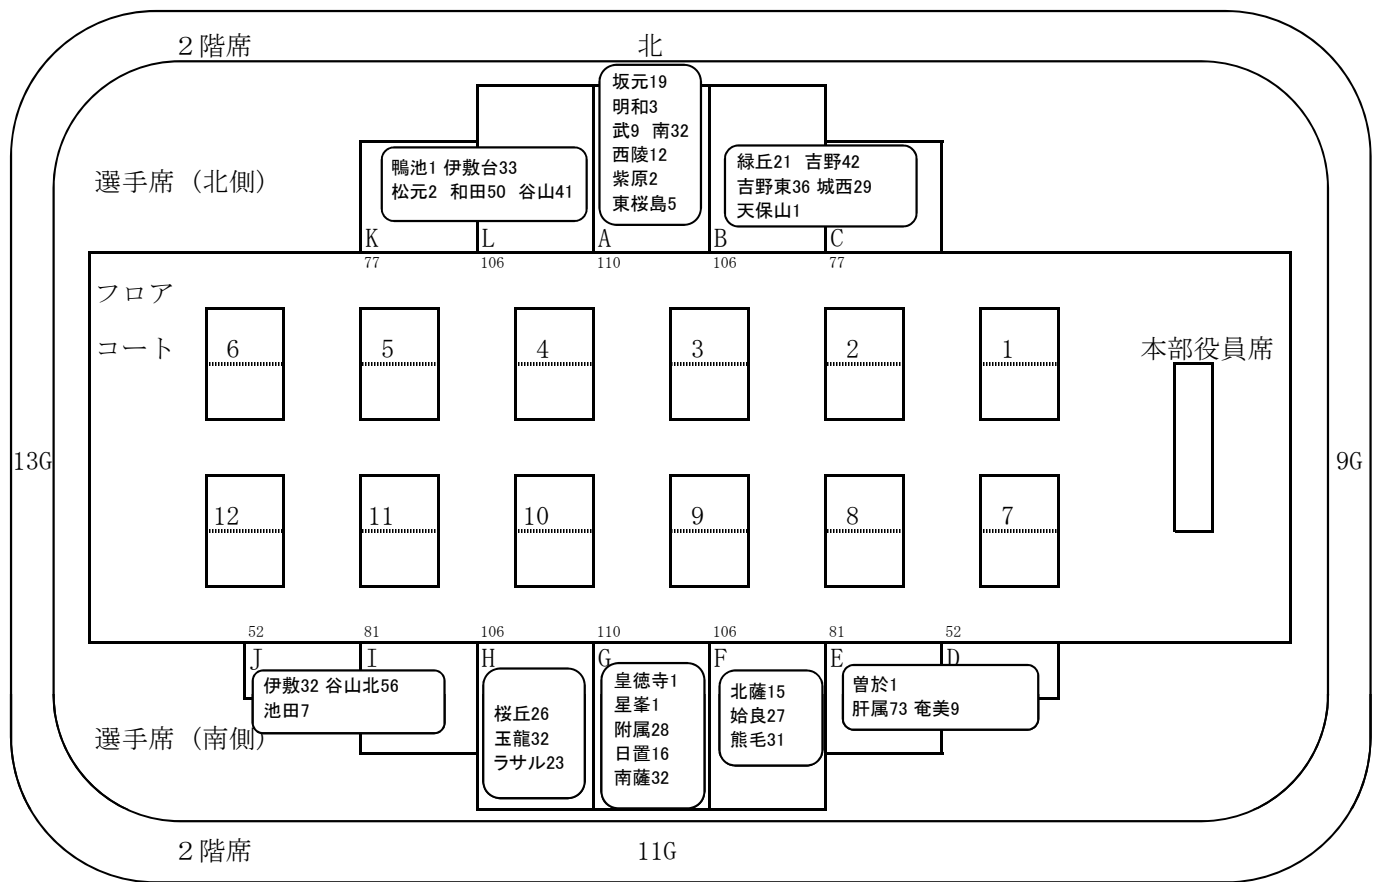 ２階席
北
坂元19
明和3
武9 南32
西陵12
紫原2
東桜島5
鴨池1 伊敷台33
松元2 和田50 谷山41
緑丘21 吉野42
吉野東36 城西29
天保山1
選手席（北側）
K
L
A
B
C
77
106
110
106
77
フロア
コート
6
5
4
3
2
1
本部役員席
13G
9G
12
11
10
9
8
7
52
81
106
110
106
81
52
J
I
H
G
F
E
D
伊敷32 谷山北56
池田7
桜丘26
玉龍32
ラサル23
皇徳寺1
星峯1
附属28
日置16
南薩32
北薩15
姶良27
熊毛31
曽於1
肝属73 奄美9
選手席（南側）
２階席
11G